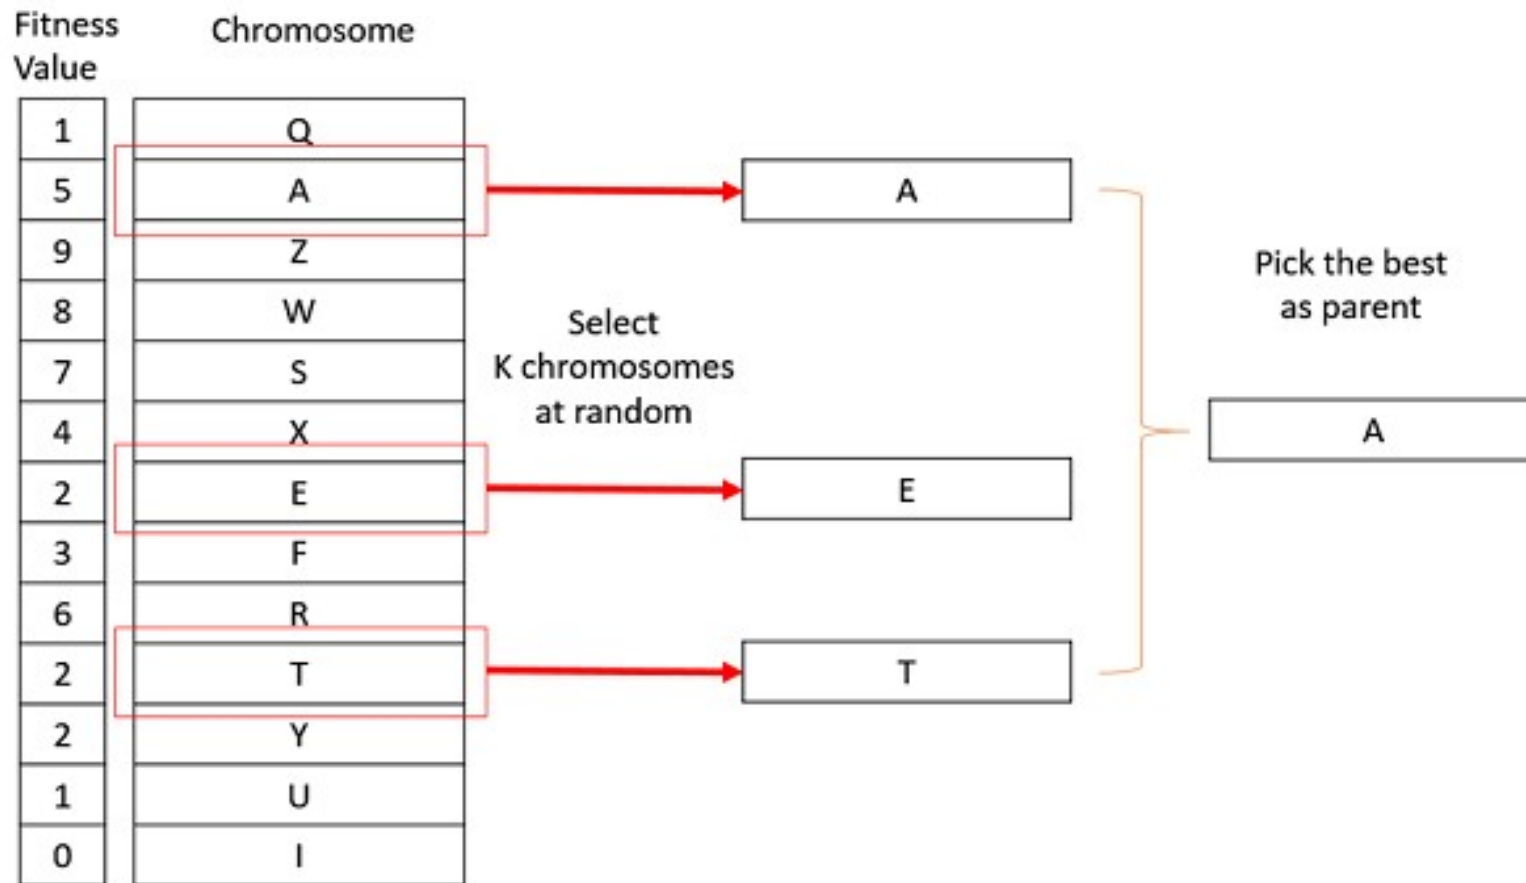 Fitness
Value
Chromosome
1 Q
5 A
A
9 Z
8 W
7 S
4 X
2 E
E
3 F
6 R
2 T
T
2 Y
1 U
0 I
Select
K chromosomes
at random
Pick the best
as parent
A